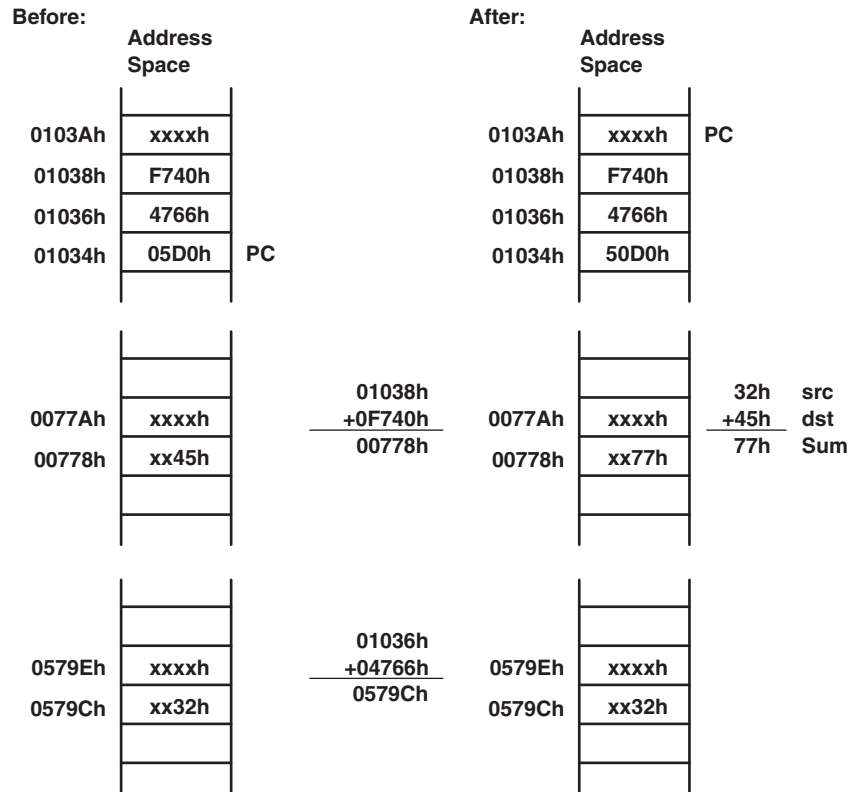 Before:
Address
Space
0103Ah xxxxh
01038h F740h
01036h 4766h
01034h 05D0h PC
0077Ah xxxxh
00778h xx45h
0579Eh xxxxh
0579Ch xx32h
01038h
+0F740h
00778h
01036h
+04766h
0579Ch
After:
Address
Space
0103Ah xxxxh PC
01038h F740h
01036h 4766h
01034h 50D0h
0077Ah xxxxh
00778h xx77h
32h src
+45h dst
77h Sum
0579Eh xxxxh
0579Ch xx32h